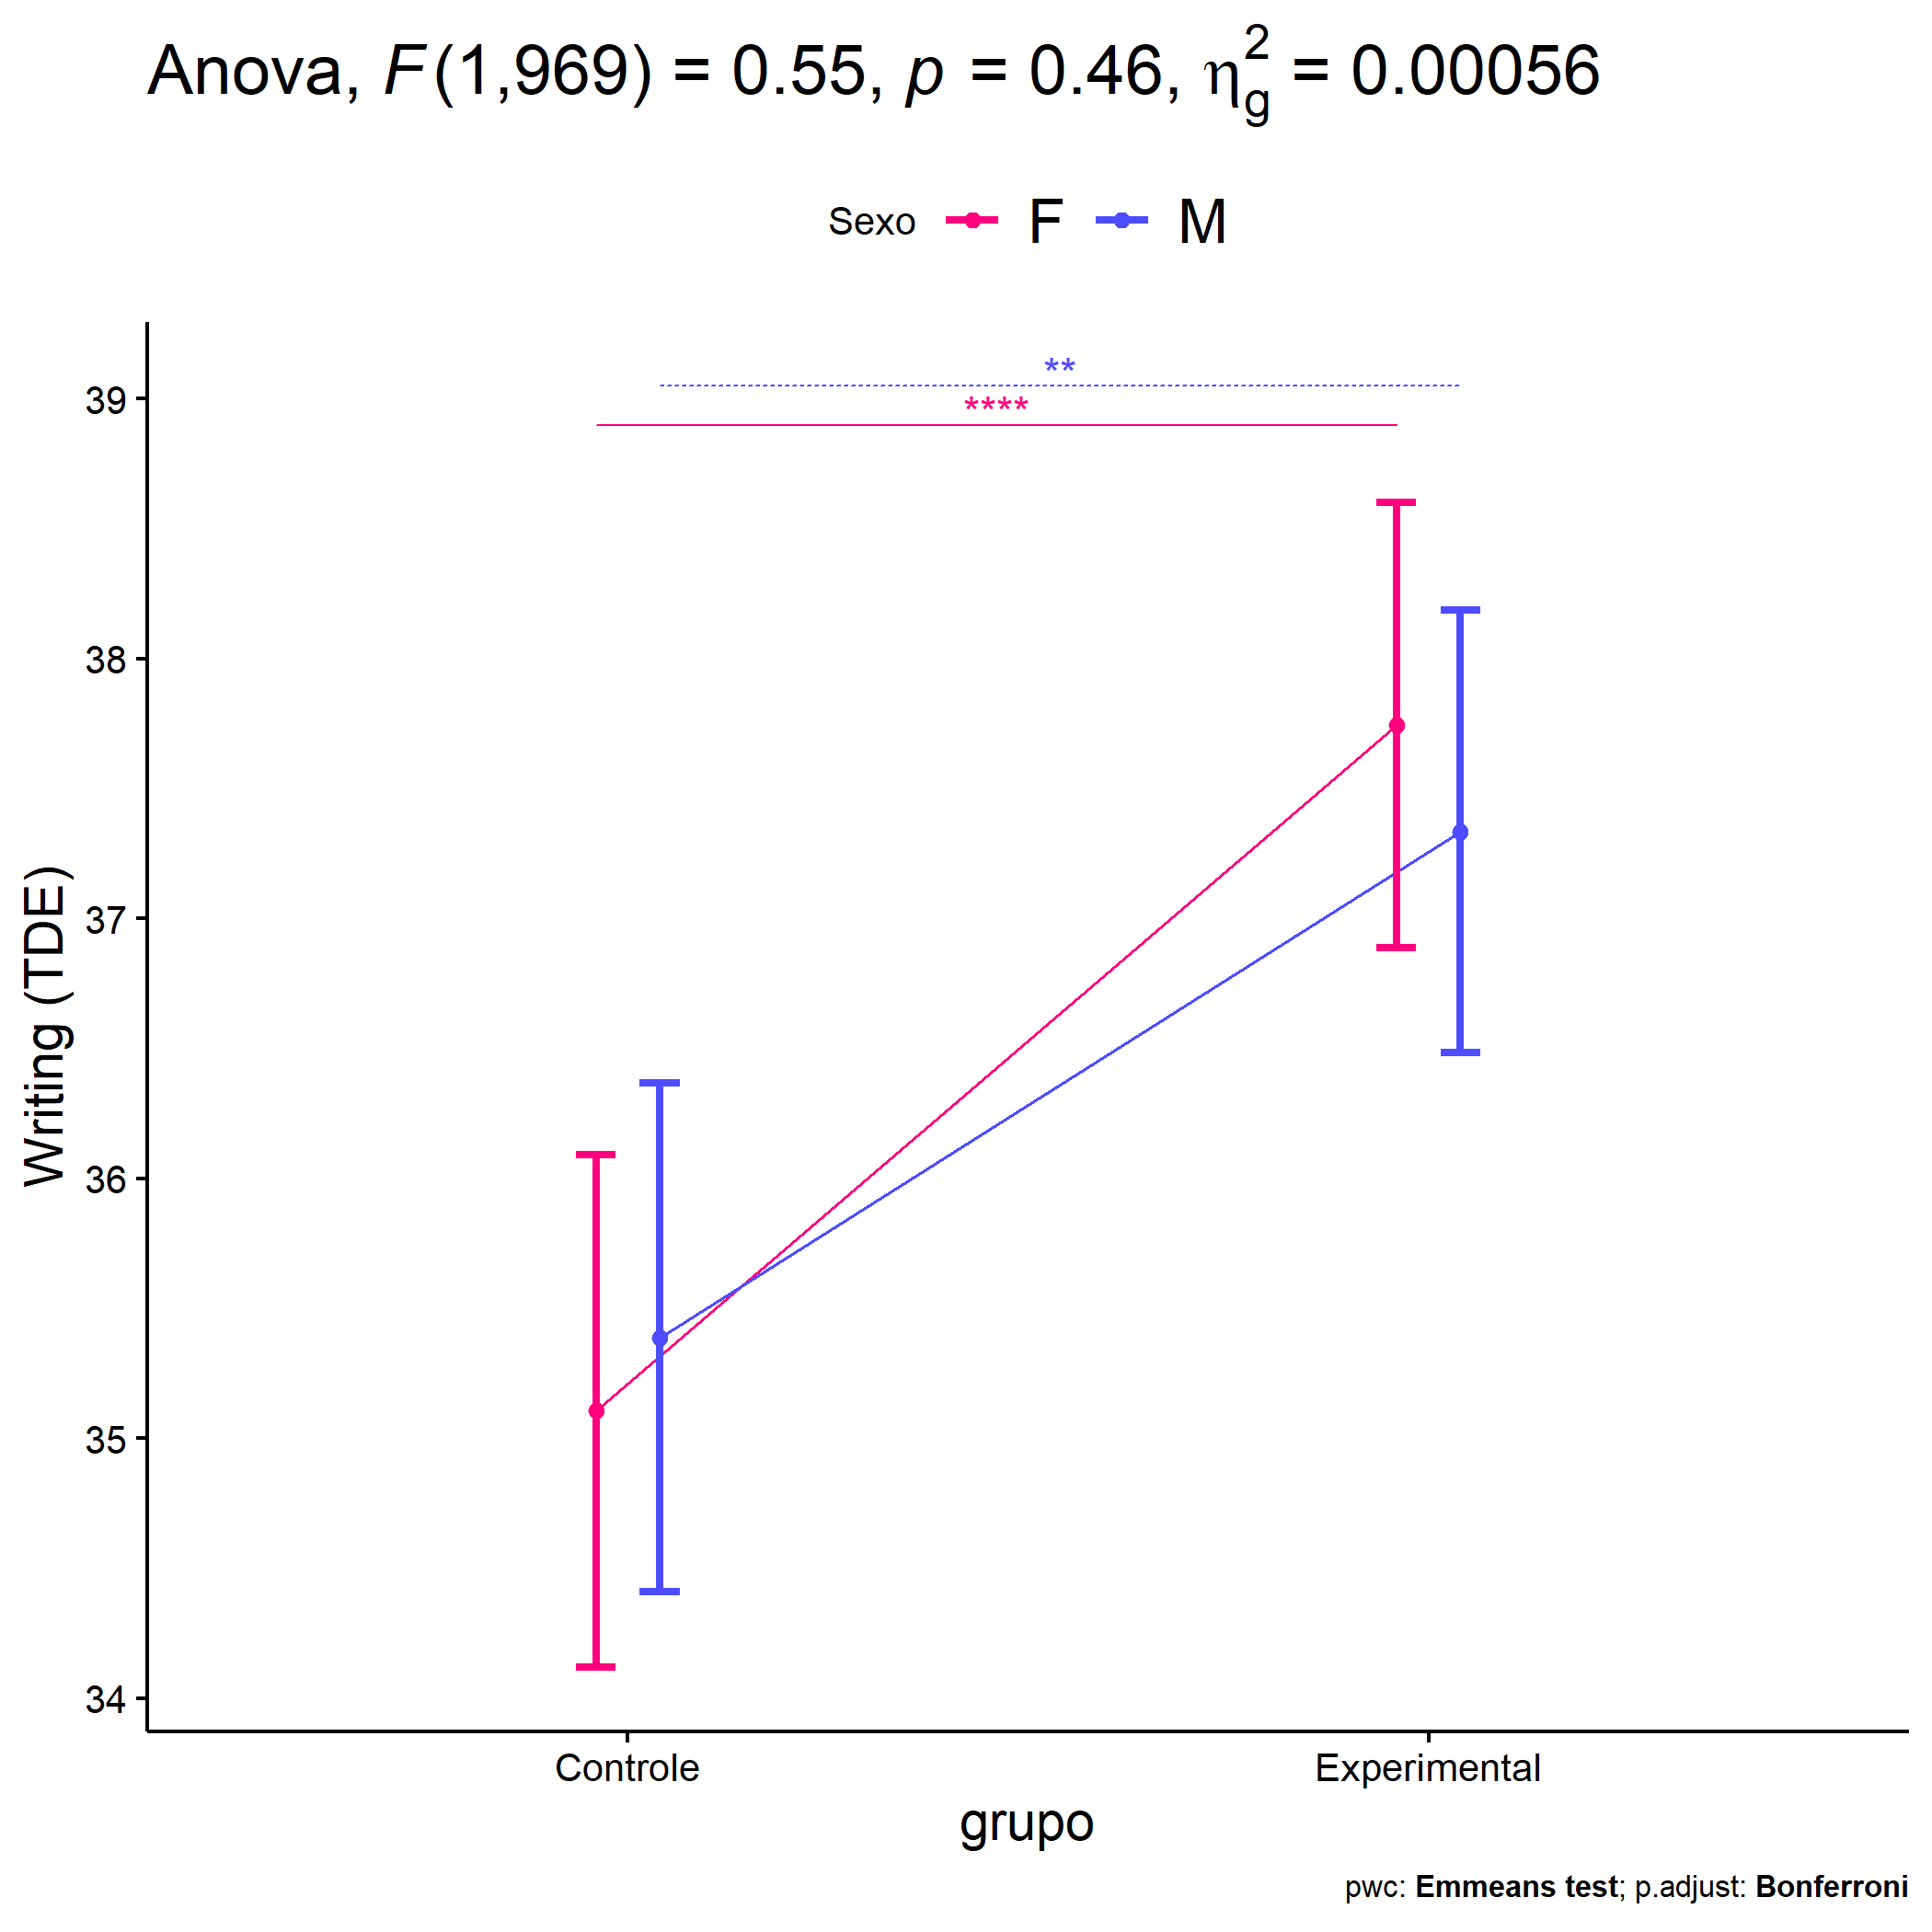 Anova, F(1,969) = 0.55, p = 0.46, η²g = 0.00056
Sexo F M
**
****
39
38
37
36
35
34
Writing (TDE)
Controle Experimental
grupo
pwc: Emmeans test; p.adjust: Bonferroni